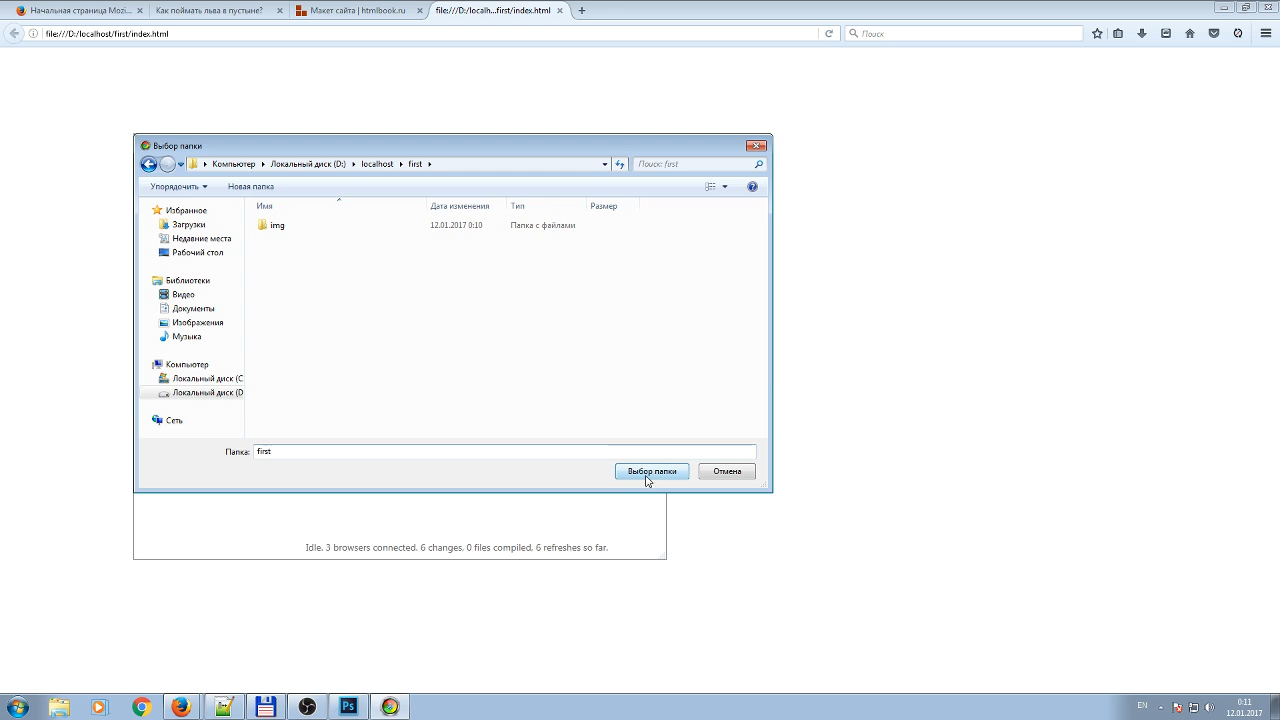 Начальная страница Mozi...
Как поймать льва в пустыне?
Макет сайта | htmlbook.ru
file:///D:/localh...first/index.html
file:///D:/localhost/first/index.html
Поиск
Выбор папки
Компьютер
Локальный диск (D:)
localhost
first
Поиск: first
Упорядочить
Новая папка
Имя
Дата изменения
Тип
Размер
img
12.01.2017 0:10
Папка с файлами
Избранное
Загрузки
Недавние места
Рабочий стол
Библиотеки
Видео
Документы
Изображения
Музыка
Компьютер
Локальный диск (C
Локальный диск (D
Сеть
Папка:
first
Выбор папки
Отмена
Idle. 3 browsers connected. 6 changes, 0 files compiled, 6 refreshes so far.
Ps
EN
0:11
12.01.2017